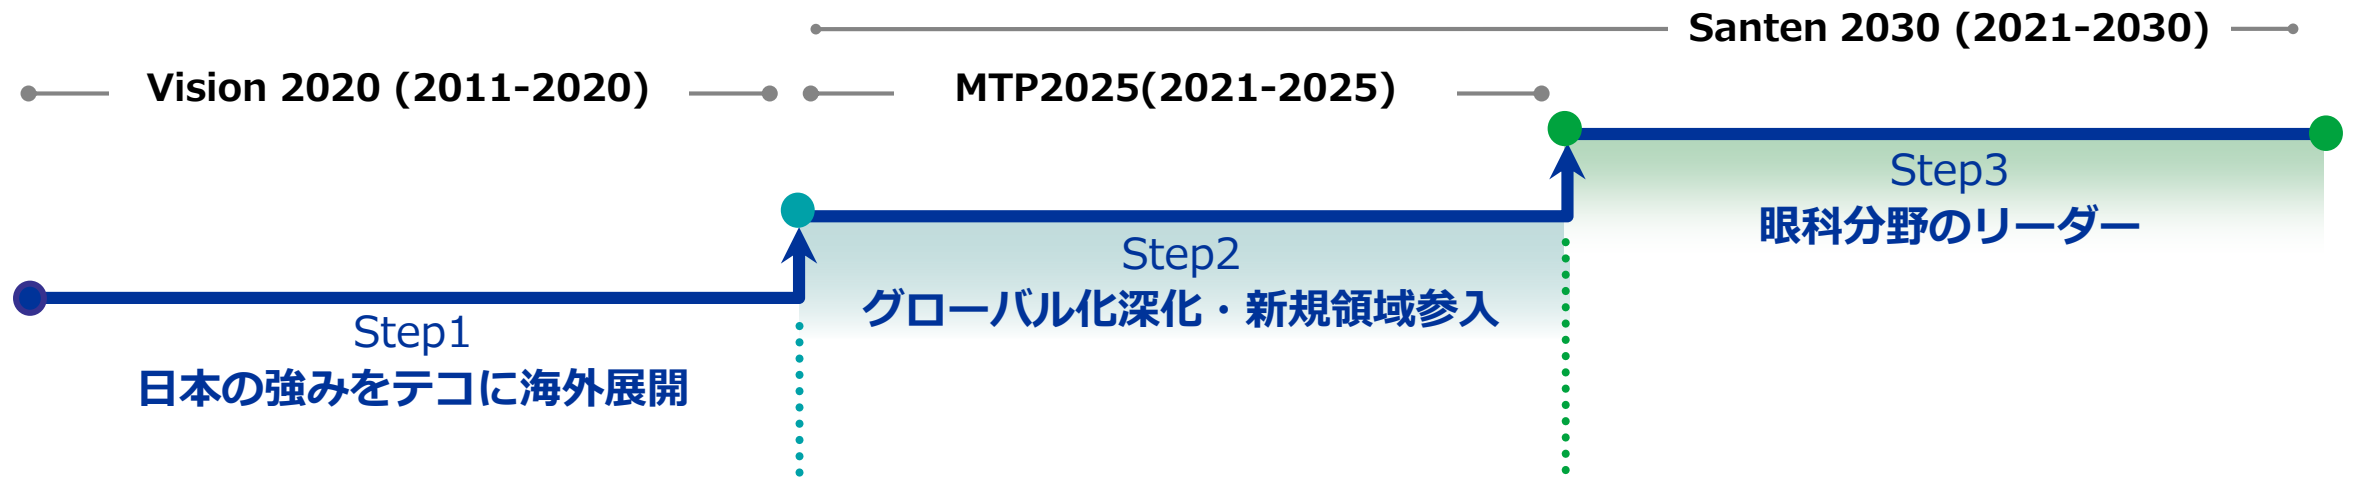 Santen 2030 (2021-2030)
Vision 2020 (2011-2020)
MTP2025(2021-2025)
Step3
眼科分野のリーダー
Step2
グローバル化深化・新規領域参入
Step1
日本の強みをテコに海外展開